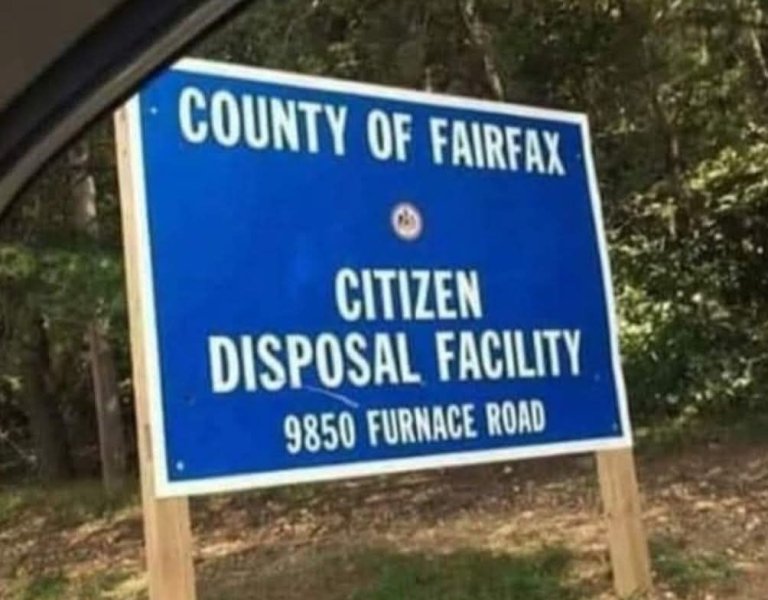 COUNTY OF FAIRFAX
CITIZEN
DISPOSAL FACILITY
9850 FURNACE ROAD